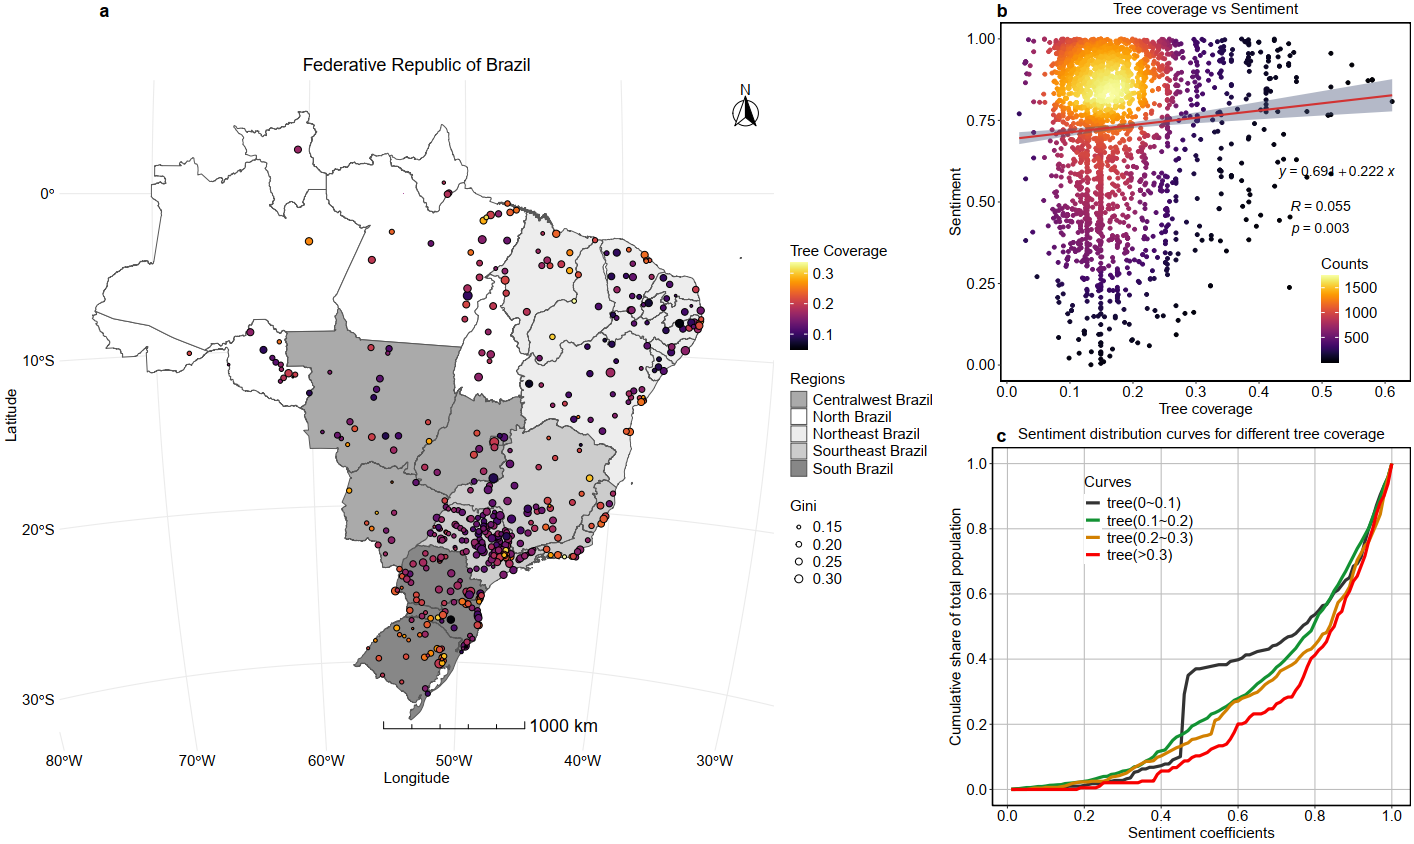 a
Federative Republic of Brazil
N
0°
10°S
20°S
30°S
Latitude
80°W
70°W
60°W
50°W
40°W
30°W
Longitude
1000 km
Tree Coverage
0.3
0.2
0.1
Regions
Centralwest Brazil
North Brazil
Northeast Brazil
Sourtheast Brazil
South Brazil
Gini
0.15
0.20
0.25
0.30
b
Tree coverage vs Sentiment
1.00
0.75
0.50
0.25
0.00
Sentiment
y = 0.691 + 0.222 x
R = 0.055
p = 0.003
Counts
1500
1000
500
0.0
0.1
0.2
0.3
0.4
0.5
0.6
Tree coverage
c
Sentiment distribution curves for different tree coverage
1.0
0.8
0.6
0.4
0.2
0.0
Cumulative share of total population
Curves
tree(0~0.1)
tree(0.1~0.2)
tree(0.2~0.3)
tree(>0.3)
0.0
0.2
0.4
0.6
0.8
1.0
Sentiment coefficients